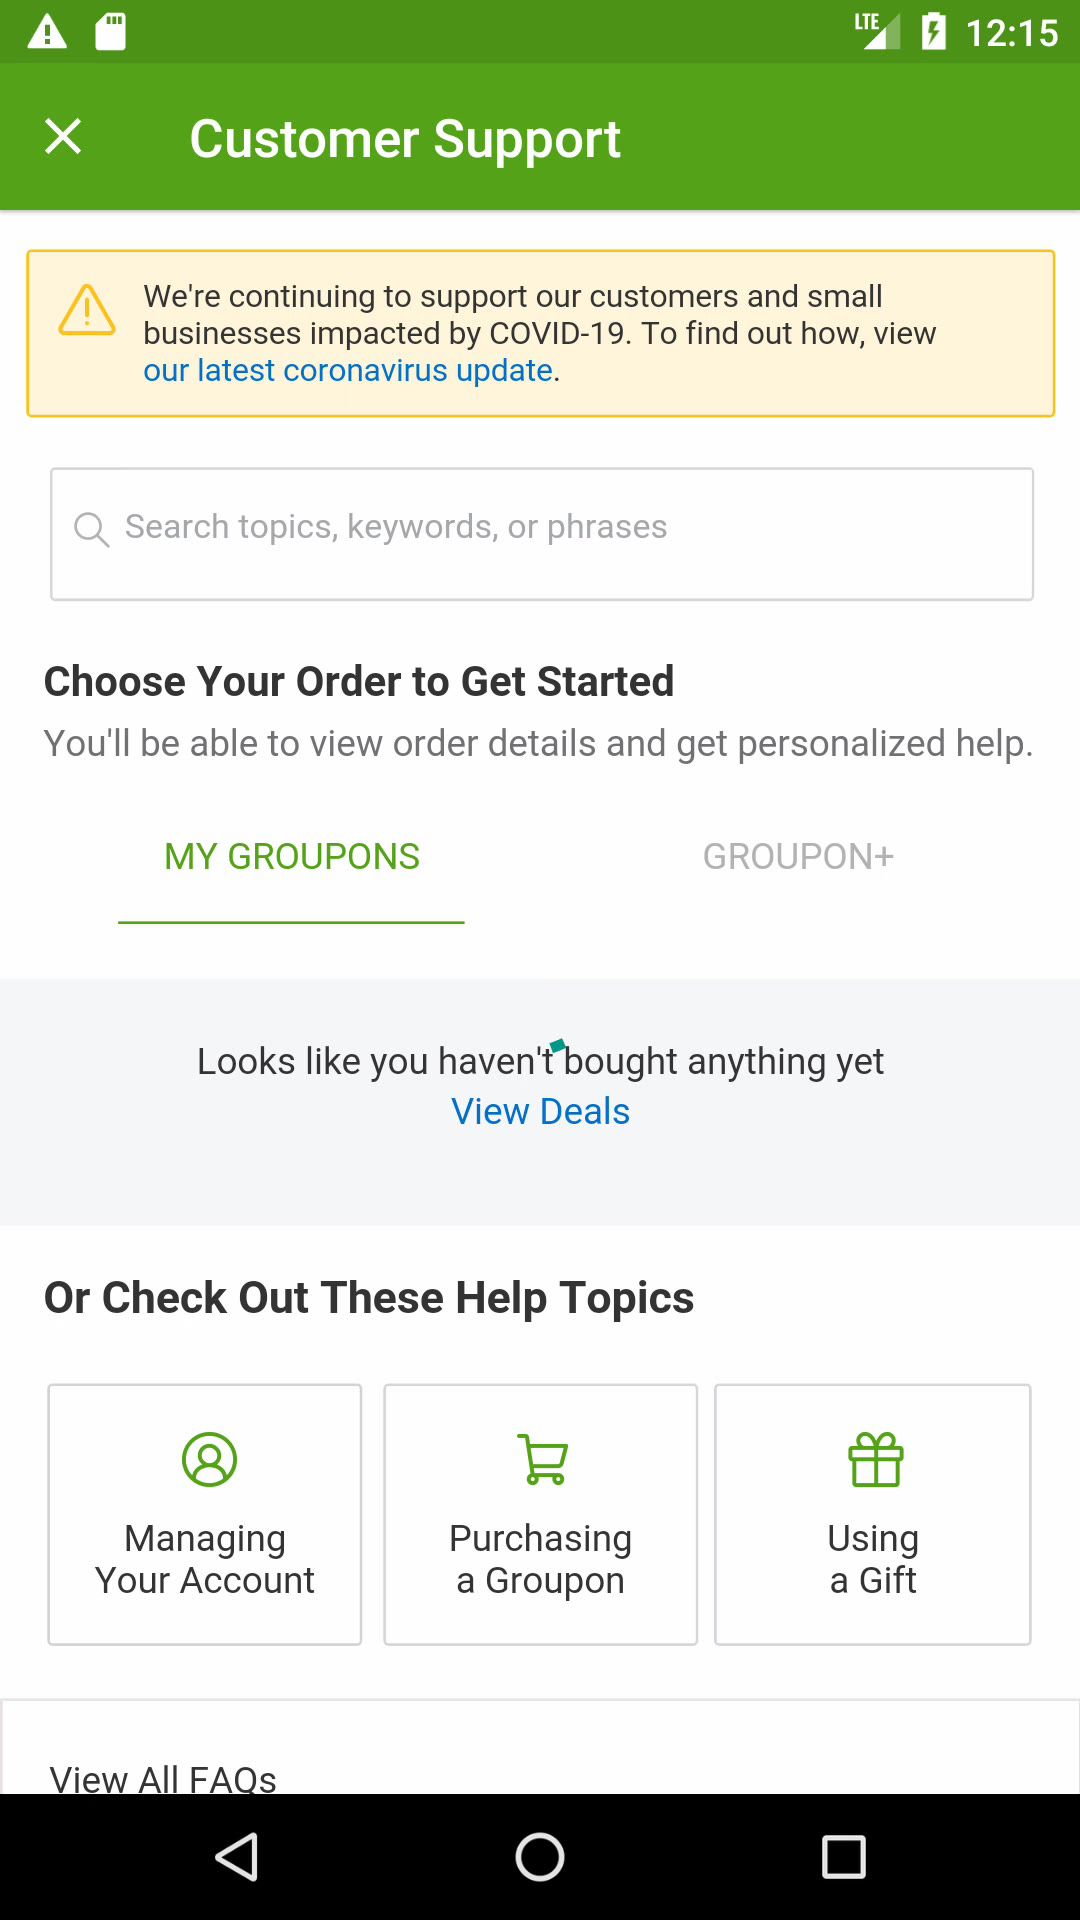 LTE 12:15
Customer Support
We're continuing to support our customers and small
businesses impacted by COVID-19. To find out how, view
our latest coronavirus update.
Search topics, keywords, or phrases
Choose Your Order to Get Started
You'll be able to view order details and get personalized help.
MY GROUPONS GROUPON+
Looks like you haven't bought anything yet
View Deals
Or Check Out These Help Topics
Managing
Your Account
Purchasing
a Groupon
Using
a Gift
View All FAQs